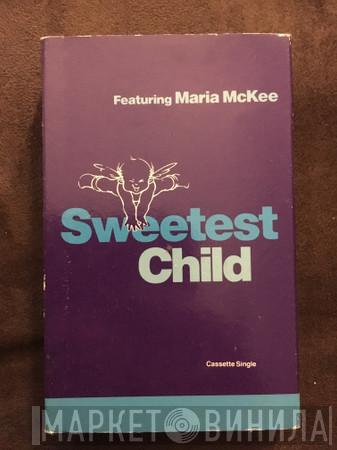 Featuring Maria McKee
Sweetest
Child
Cassette Single
МАРКЕТ ВИНИЛА